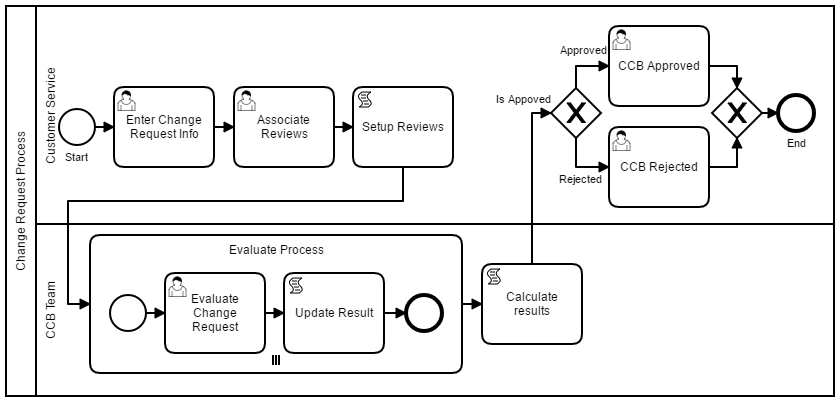 Change Request Process
Customer Service
Start
Enter Change
Request Info
Associate
Reviews
Setup Reviews
Is Appoved
Approved
CCB Approved
Rejected
CCB Rejected
End
CCB Team
Evaluate Process
Evaluate
Change
Request
Update Result
Calculate
results